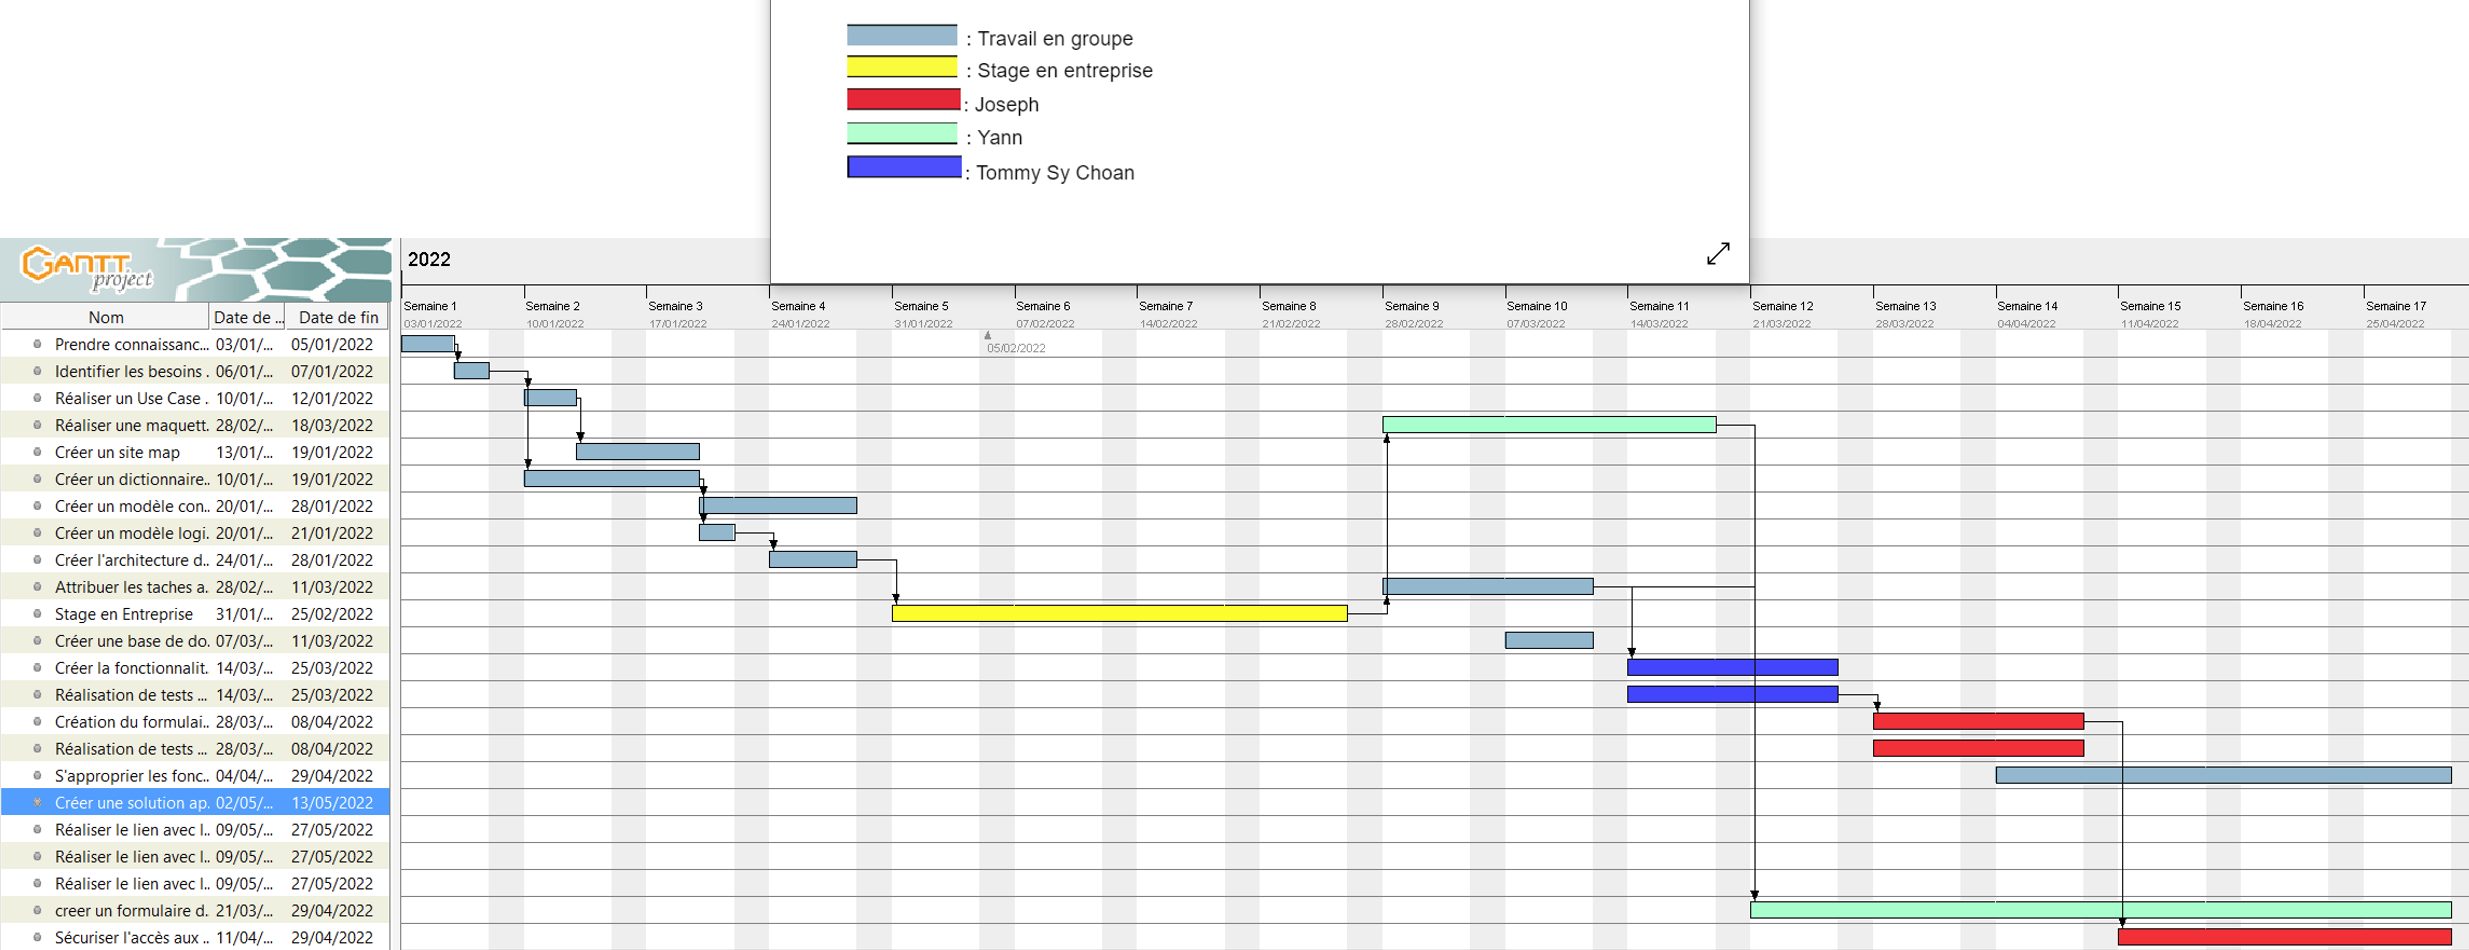 : Travail en groupe
: Stage en entreprise
: Joseph
: Yann
: Tommy Sy Choan
GANTT
project
2022
Semaine 1 Semaine 2 Semaine 3 Semaine 4 Semaine 5 Semaine 6 Semaine 7 Semaine 8 Semaine 9 Semaine 10 Semaine 11 Semaine 12 Semaine 13 Semaine 14 Semaine 15 Semaine 16 Semaine 17
Nom Date de ... Date de fin
03/01/2022 10/01/2022 17/01/2022 24/01/2022 31/01/2022 07/02/2022 14/02/2022 21/02/2022 28/02/2022 07/03/2022 14/03/2022 21/03/2022 28/03/2022 04/04/2022 11/04/2022 18/04/2022 25/04/2022
Prendre connaissanc... 03/01/... 05/01/2022
05/02/2022
Identifier les besoins . 06/01/... 07/01/2022
Réaliser un Use Case . 10/01/... 12/01/2022
Réaliser une maquett. 28/02/... 18/03/2022
Créer un site map 13/01/... 19/01/2022
Créer un dictionnaire.. 10/01/... 19/01/2022
Créer un modèle con.. 20/01/... 28/01/2022
Créer un modèle logi. 20/01/... 21/01/2022
Créer l'architecture d.. 24/01/... 28/01/2022
Attribuer les taches a. 28/02/... 11/03/2022
Stage en Entreprise 31/01/... 25/02/2022
Créer une base de do. 07/03/... 11/03/2022
Créer la fonctionnalit. 14/03/... 25/03/2022
Réalisation de tests ... 14/03/... 25/03/2022
Création du formulai.. 28/03/... 08/04/2022
Réalisation de tests ... 28/03/... 08/04/2022
S'approprier les fonc.. 04/04/... 29/04/2022
Créer une solution ap. 02/05/... 13/05/2022
Réaliser le lien avec l.. 09/05/... 27/05/2022
Réaliser le lien avec l.. 09/05/... 27/05/2022
Réaliser le lien avec l.. 09/05/... 27/05/2022
creer un formulaire d. 21/03/... 29/04/2022
Sécuriser l'accès aux .. 11/04/... 29/04/2022